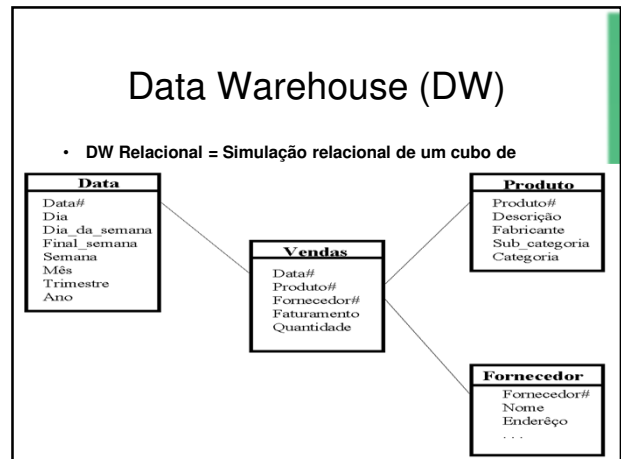 Data Warehouse (DW)
• DW Relacional = Simulação relacional de um cubo de
Data
Data#
Dia
Dia_da_semana
Final_semana
Semana
Mês
Trimestre
Ano
Vendas
Data#
Produto#
Fornecedor#
Faturamento
Quantidade
Produto
Produto#
Descrição
Fabricante
Sub_categoria
Categoria
Fornecedor
Fornecedor#
Nome
Enderêço
. . .